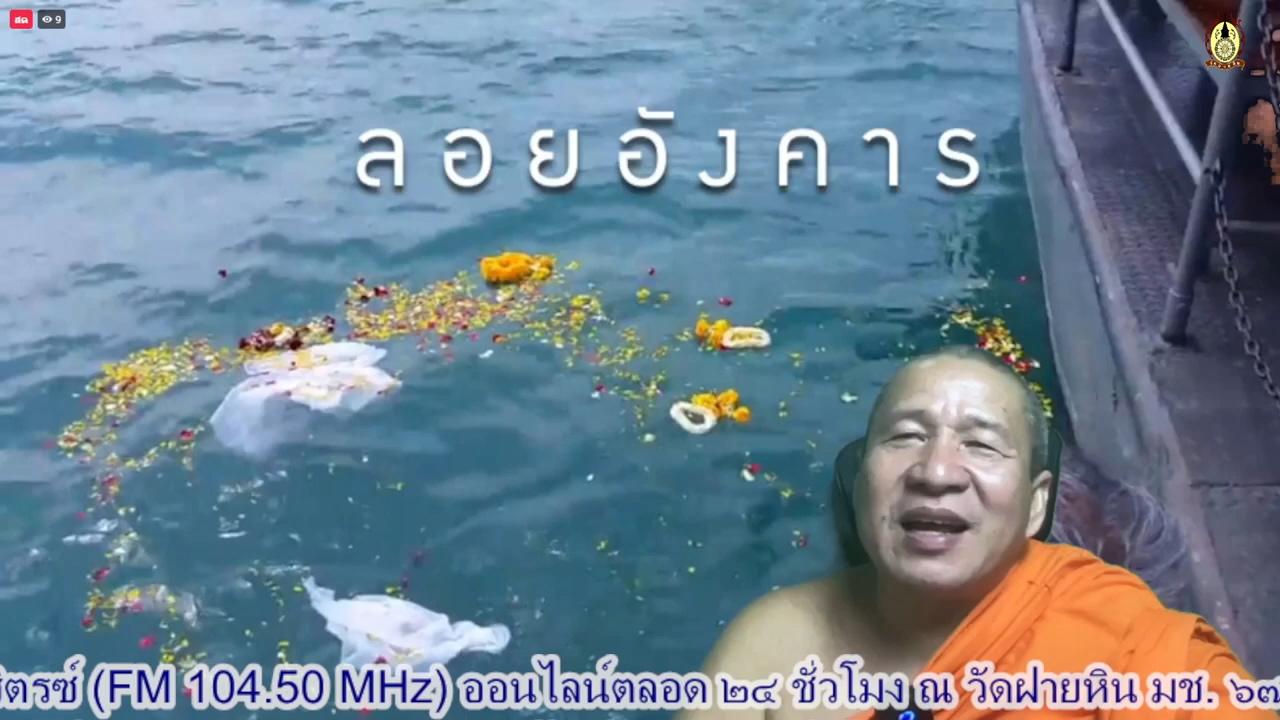 สด 9
ลอยอังคาร
(FM 104.50 MHz) ออนไลน์ตลอด ๒๔ ชั่วโมง ณ วัดฝายหิน มช. ๖๗